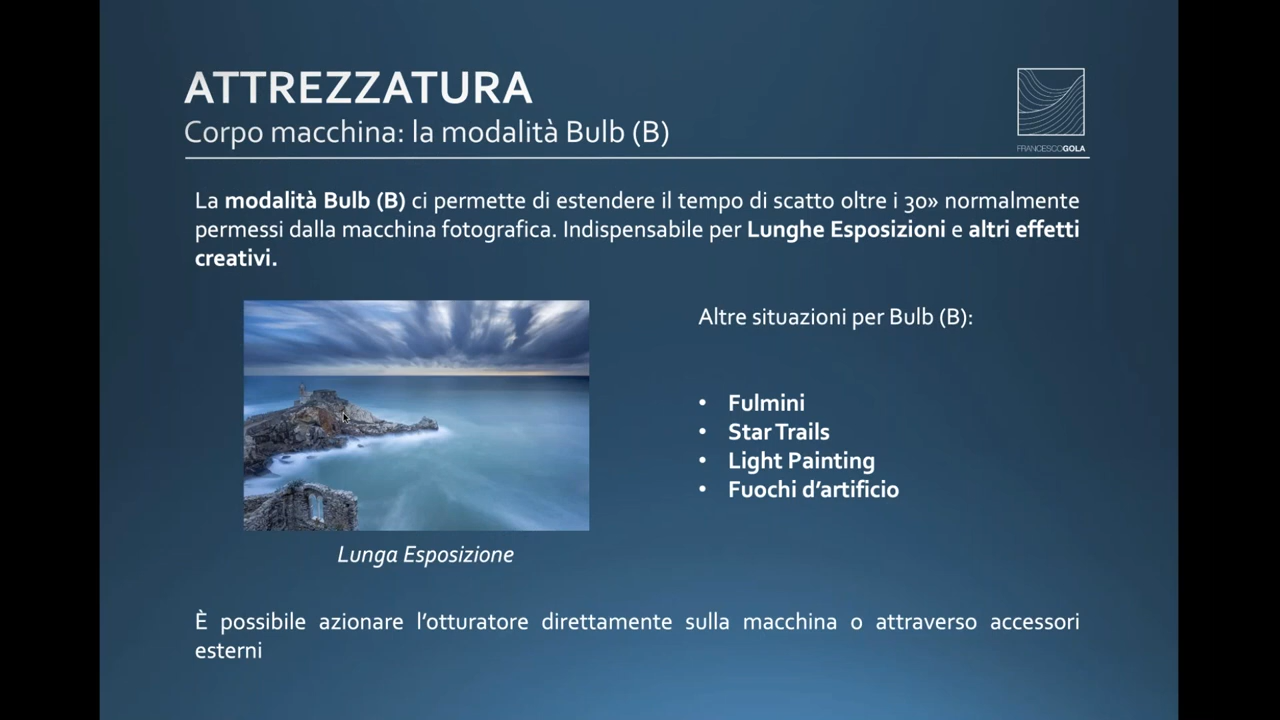 ATTREZZATURA
Corpo macchina: la modalità Bulb (B)
FRANCESCOGOLA
La modalità Bulb (B) ci permette di estendere il tempo di scatto oltre i 30» normalmente
permessi dalla macchina fotografica. Indispensabile per Lunghe Esposizioni e altri effetti
creativi.
Altre situazioni per Bulb (B):
• Fulmini
• Star Trails
• Light Painting
• Fuochi d’artificio
Lunga Esposizione
È possibile azionare l’otturatore direttamente sulla macchina o attraverso accessori
esterni